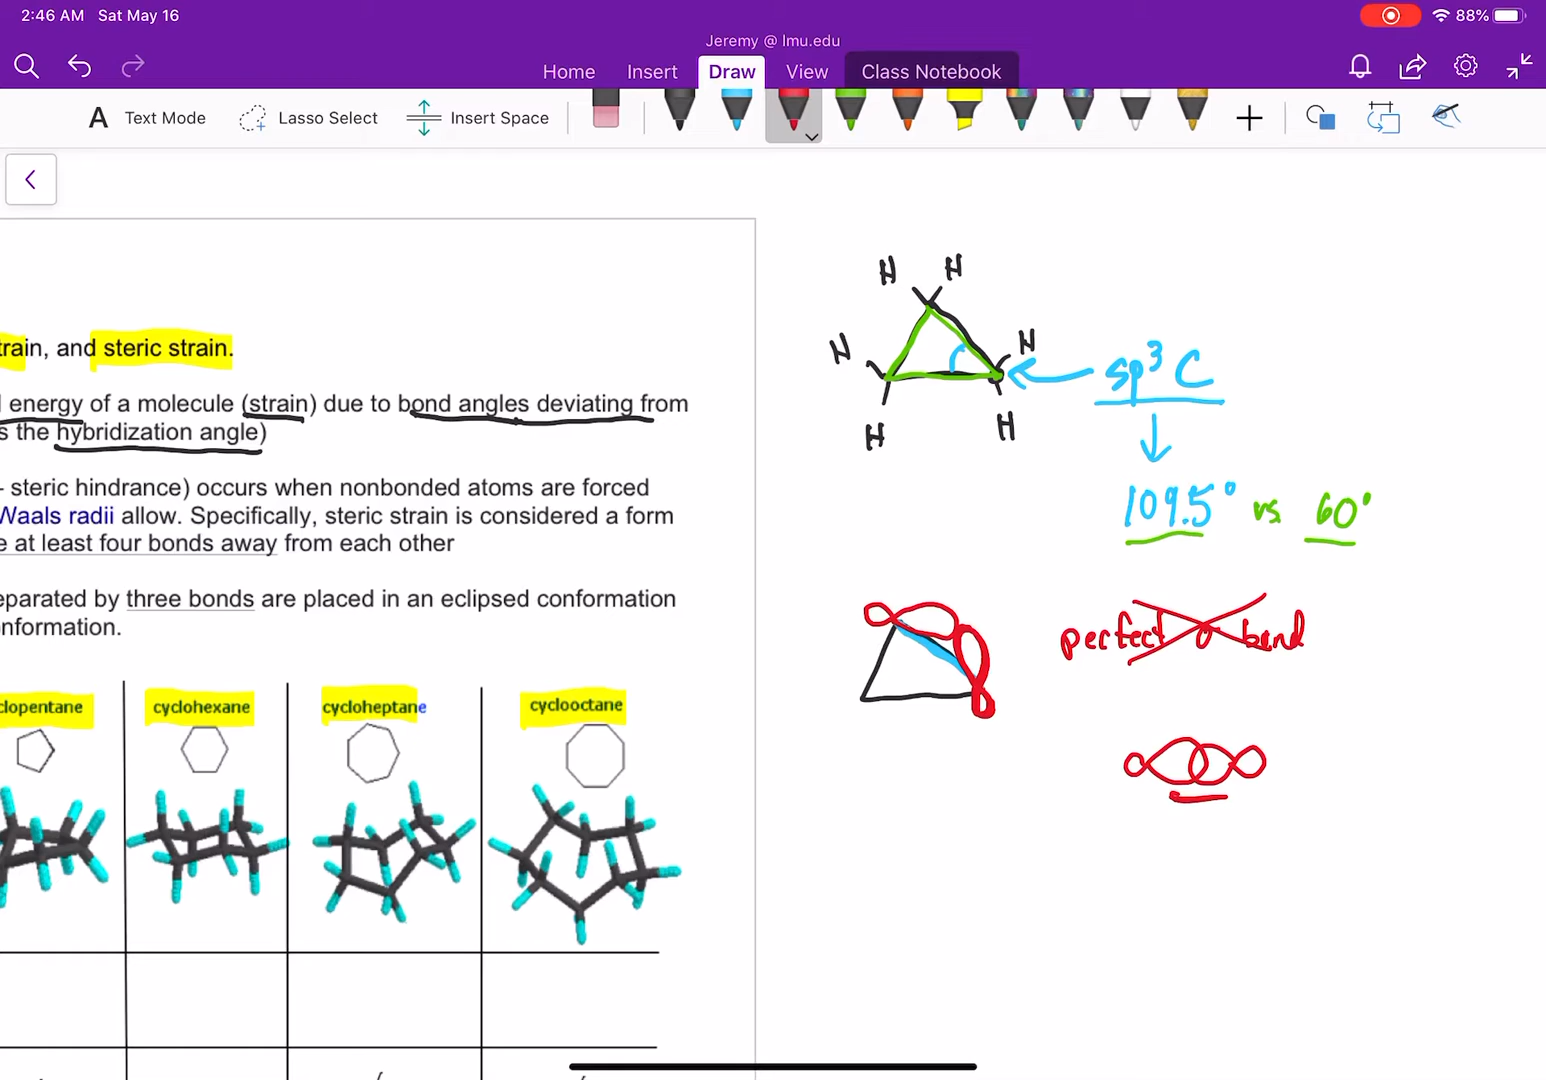 2:46 AM Sat May 16
88%
Jeremy @ lmu.edu
Home Insert Draw View Class Notebook
A Text Mode Lasso Select Insert Space
train, and steric strain.
l energy of a molecule (strain) due to bond angles deviating from
s the hybridization angle)
- steric hindrance) occurs when nonbonded atoms are forced
Waals radii allow. Specifically, steric strain is considered a form
e at least four bonds away from each other
eparated by three bonds are placed in an eclipsed conformation
nformation.
clopentane cyclohexane cycloheptane cyclooctane
H H
H H
H H
sp³ C
109.5° vs 60°
perfect σ bond